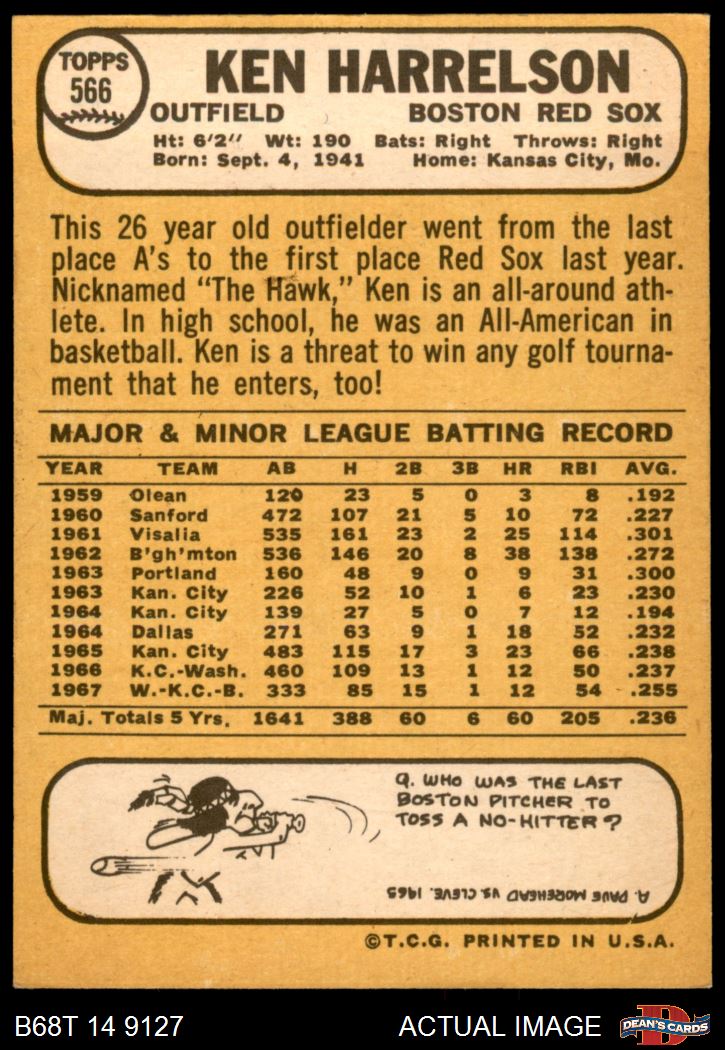 TOPPS
566
KEN HARRELSON
OUTFIELD BOSTON RED SOX
Ht: 6'2" Wt: 190 Bats: Right Throws: Right
Born: Sept. 4, 1941 Home: Kansas City, Mo.
This 26 year old outfielder went from the last
place A's to the first place Red Sox last year.
Nicknamed "The Hawk," Ken is an all-around ath-
lete. In high school, he was an All-American in
basketball. Ken is a threat to win any golf tourna-
ment that he enters, too!
MAJOR & MINOR LEAGUE BATTING RECORD
YEAR TEAM AB H 2B 3B HR RBI AVG.
1959 Olean 120 23 5 0 3 8 .192
1960 Sanford 472 107 21 5 10 72 .227
1961 Visalia 535 161 23 2 25 114 .301
1962 B'gh'mton 536 146 20 8 38 138 .272
1963 Portland 160 48 9 0 9 31 .300
1963 Kan. City 226 52 10 1 6 23 .230
1964 Kan. City 139 27 5 0 7 12 .194
1964 Dallas 271 63 9 1 18 52 .232
1965 Kan. City 483 115 17 3 23 66 .238
1966 K.C.-Wash. 460 109 13 1 12 50 .237
1967 W.-K.C.-B. 333 85 15 1 12 54 .255
Maj. Totals 5 Yrs. 1641 388 60 6 60 205 .236
Q. WHO WAS THE LAST
BOSTON PITCHER TO
TOSS A NO-HITTER?
A. DAVE MOREHEAD VS. CLEVE. 1965
©T.C.G. PRINTED IN U.S.A.
B68T 14 9127 ACTUAL IMAGE
D
DEAN'S CARDS